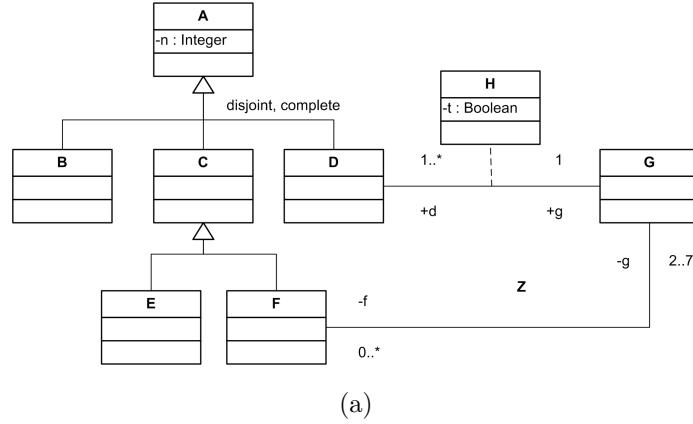 A
-n : Integer
disjoint, complete
H
-t : Boolean
B
C
D
1..*
1
G
+d
+g
-g
2..7
Z
E
F
-f
0..*
(a)